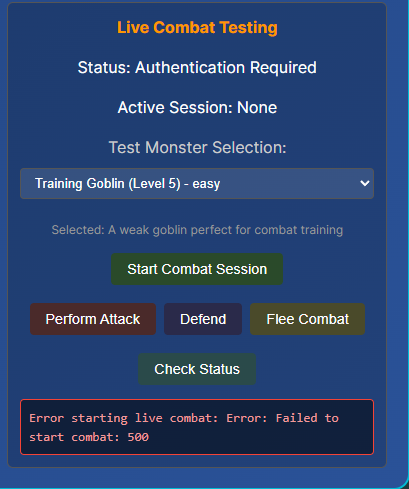 Live Combat Testing
Status: Authentication Required
Active Session: None
Test Monster Selection:
Training Goblin (Level 5) - easy
Selected: A weak goblin perfect for combat training
Start Combat Session
Perform Attack
Defend
Flee Combat
Check Status
Error starting live combat: Error: Failed to
start combat: 500